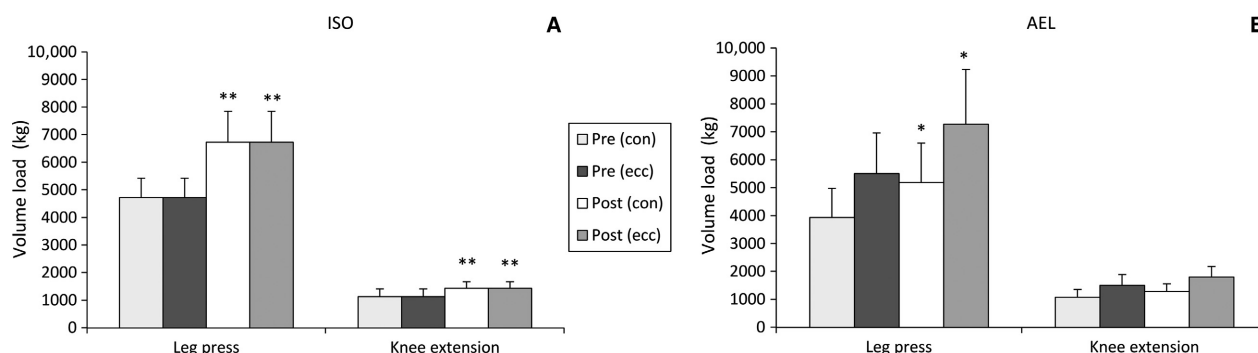 ISO
A
Volume load (kg)
10,000
9000
8000
7000
6000
5000
4000
3000
2000
1000
0
**
**
**
**
Leg press
Knee extension
Pre (con)
Pre (ecc)
Post (con)
Post (ecc)
AEL
B
Volume load (kg)
10,000
9000
8000
7000
6000
5000
4000
3000
2000
1000
0
*
*
Leg press
Knee extension